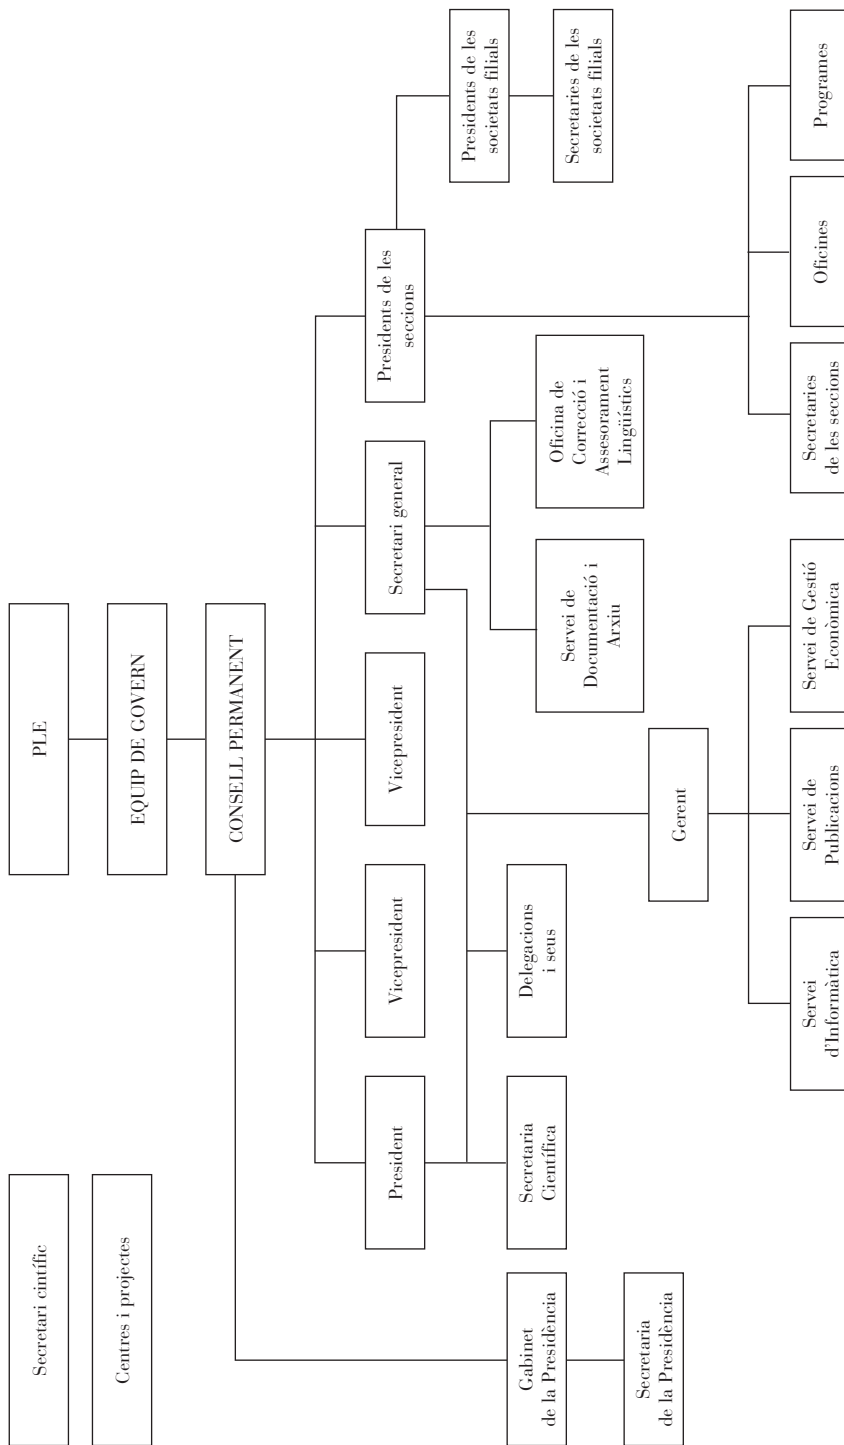 Secretari cintífic
Centres i projectes
PLE
EQUIP DE GOVERN
CONSELL PERMANENT
President
Vicepresident
Vicepresident
Secretari general
Presidents de les
seccions
Presidents de les
societats filials
Secretaries de les
societats filials
Gabinet
de la Presidència
Secretaria
de la Presidència
Secretaria
Científica
Delegacions
i seus
Servei de
Documentació i
Arxiu
Oficina de
Correcció i
Assesorament
Lingüístics
Gerent
Servei
d'Informàtica
Servei de
Publicacions
Servei de Gestió
Econòmica
Secretaries
de les seccions
Oficines
Programes